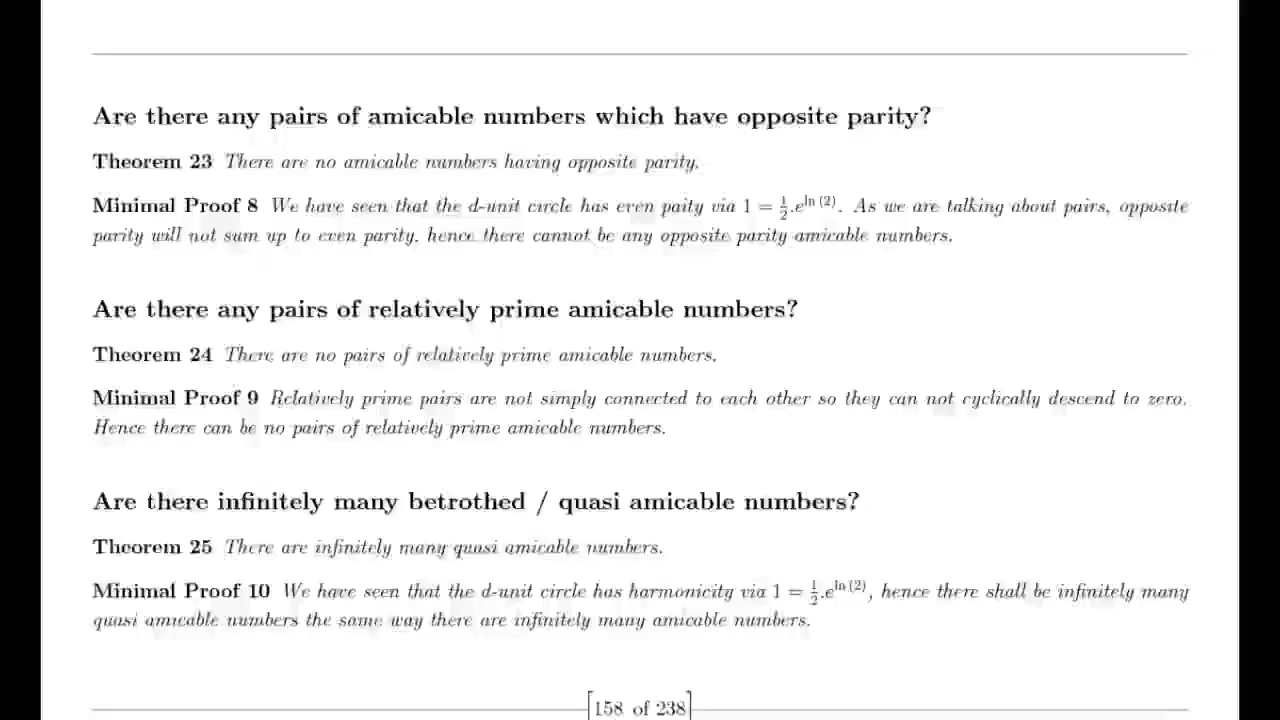 Are there any pairs of amicable numbers which have opposite parity?
Theorem 23 There are no amicable numbers having opposite parity.
Minimal Proof 8 We have seen that the d-unit circle has even paity via 1 = ½.e^ln (2). As we are talking about pairs, opposite
parity will not sum up to even parity. hence there cannot be any opposite parity amicable numbers.
Are there any pairs of relatively prime amicable numbers?
Theorem 24 There are no pairs of relatively prime amicable numbers.
Minimal Proof 9 Relatively prime pairs are not simply connected to each other so they can not cyclically descend to zero.
Hence there can be no pairs of relatively prime amicable numbers.
Are there infinitely many betrothed / quasi amicable numbers?
Theorem 25 There are infinitely many quasi amicable numbers.
Minimal Proof 10 We have seen that the d-unit circle has harmonicity via 1 = ½.e^ln (2), hence there shall be infinitely many
quasi amicable numbers the same way there are infinitely many amicable numbers.
[158 of 238]